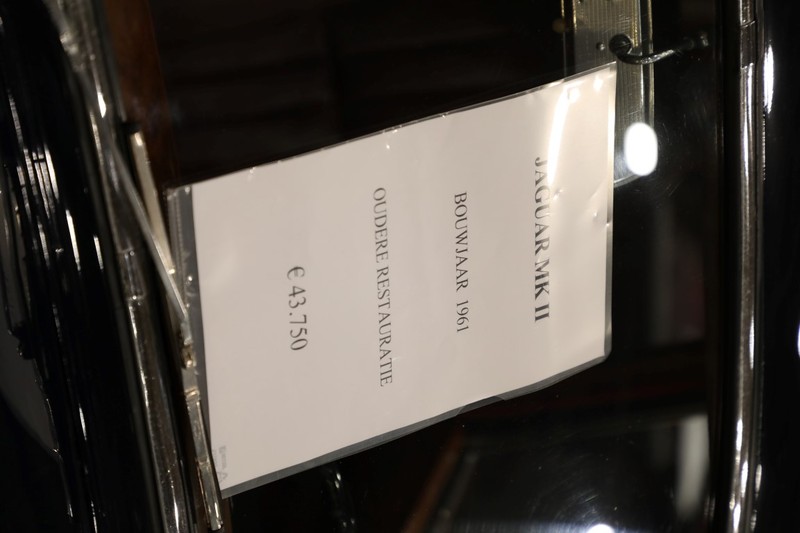 JAGUAR MK II
BOUWJAAR 1961
OUDERE RESTAURATIE
€ 43.750